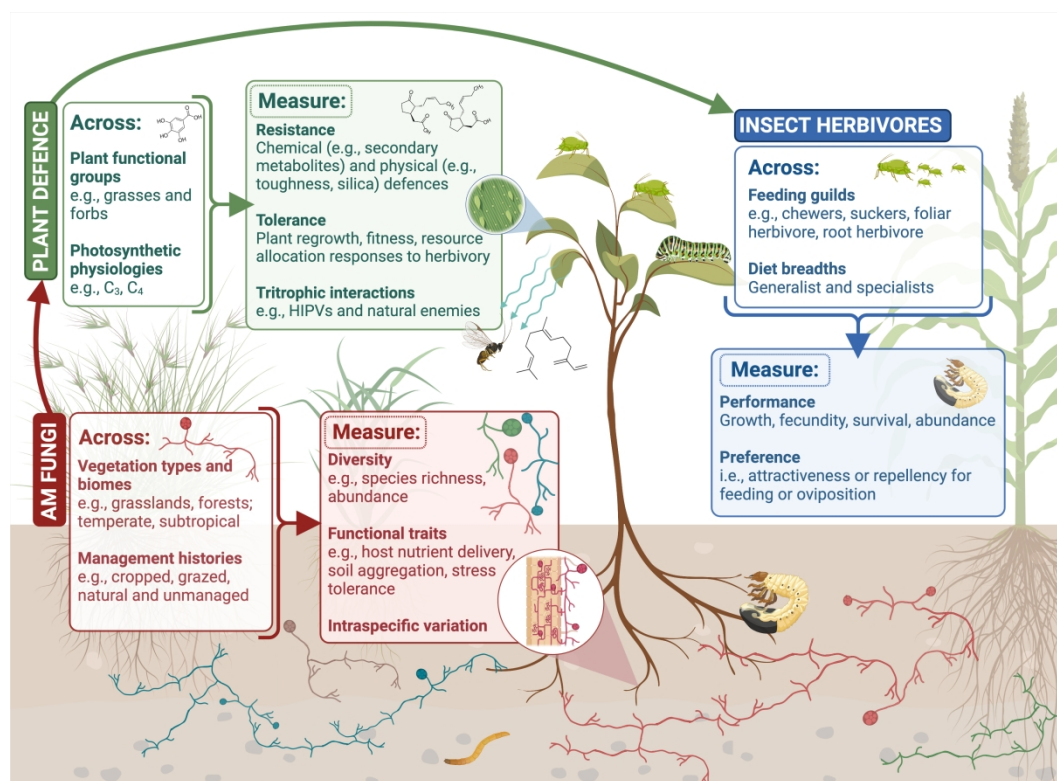 PLANT DEFENCE
Across:
Plant functional
groups
e.g., grasses and
forbs
Photosynthetic
physiologies
e.g., C₃, C₄
Measure:
Resistance
Chemical (e.g., secondary
metabolites) and physical (e.g.,
toughness, silica) defences
Tolerance
Plant regrowth, fitness, resource
allocation responses to herbivory
Tritrophic interactions
e.g., HIPVs and natural enemies
INSECT HERBIVORES
Across:
Feeding guilds
e.g., chewers, suckers, foliar
herbivore, root herbivore
Diet breadths
Generalist and specialists
Measure:
Performance
Growth, fecundity, survival, abundance
Preference
i.e., attractiveness or repellency for
feeding or oviposition
AM FUNGI
Across:
Vegetation types and
biomes
e.g., grasslands, forests;
temperate, subtropical
Management histories
e.g., cropped, grazed,
natural and unmanaged
Measure:
Diversity
e.g., species richness,
abundance
Functional traits
e.g., host nutrient delivery,
soil aggregation, stress
tolerance
Intraspecific variation